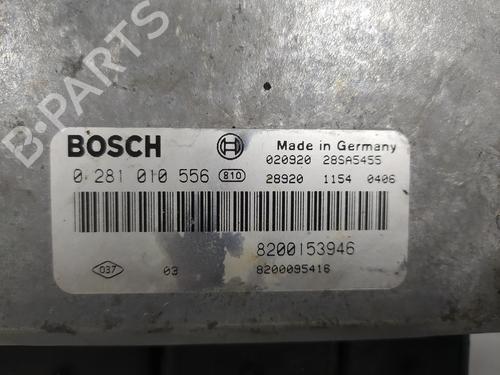 B-PARTS
BOSCH
Made in Germany
020920 28SA5455
0 281 010 556 810
28920 1154 0406
8200153946
037 03 8200095416